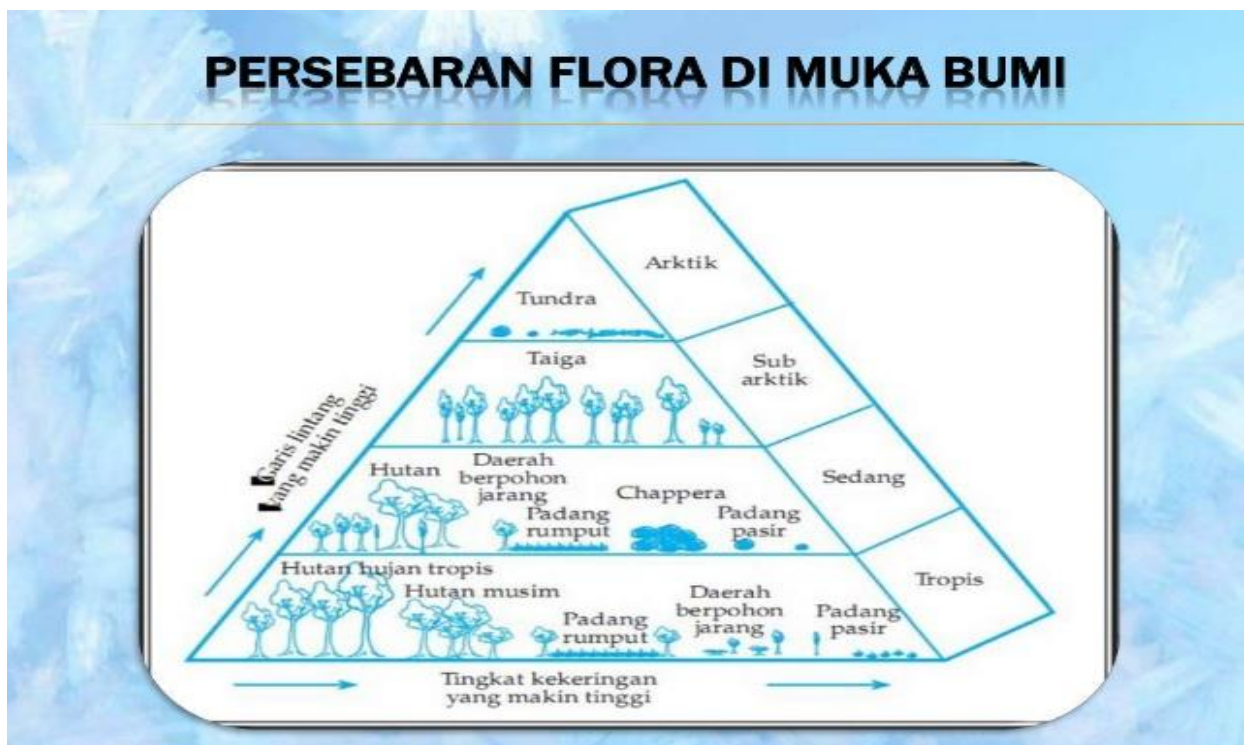 PERSEBARAN FLORA DI MUKA BUMI
Arktik
Tundra
Taiga
Sub
arktik
Garis lintang
yang makin tinggi
Hutan
Daerah
berpohon
jarang
Padang
rumput
Chappera
Padang
pasir
Sedang
Hutan hujan tropis
Hutan musim
Padang
rumput
Daerah
berpohon
jarang
Padang
pasir
Tropis
Tingkat kekeringan
yang makin tinggi